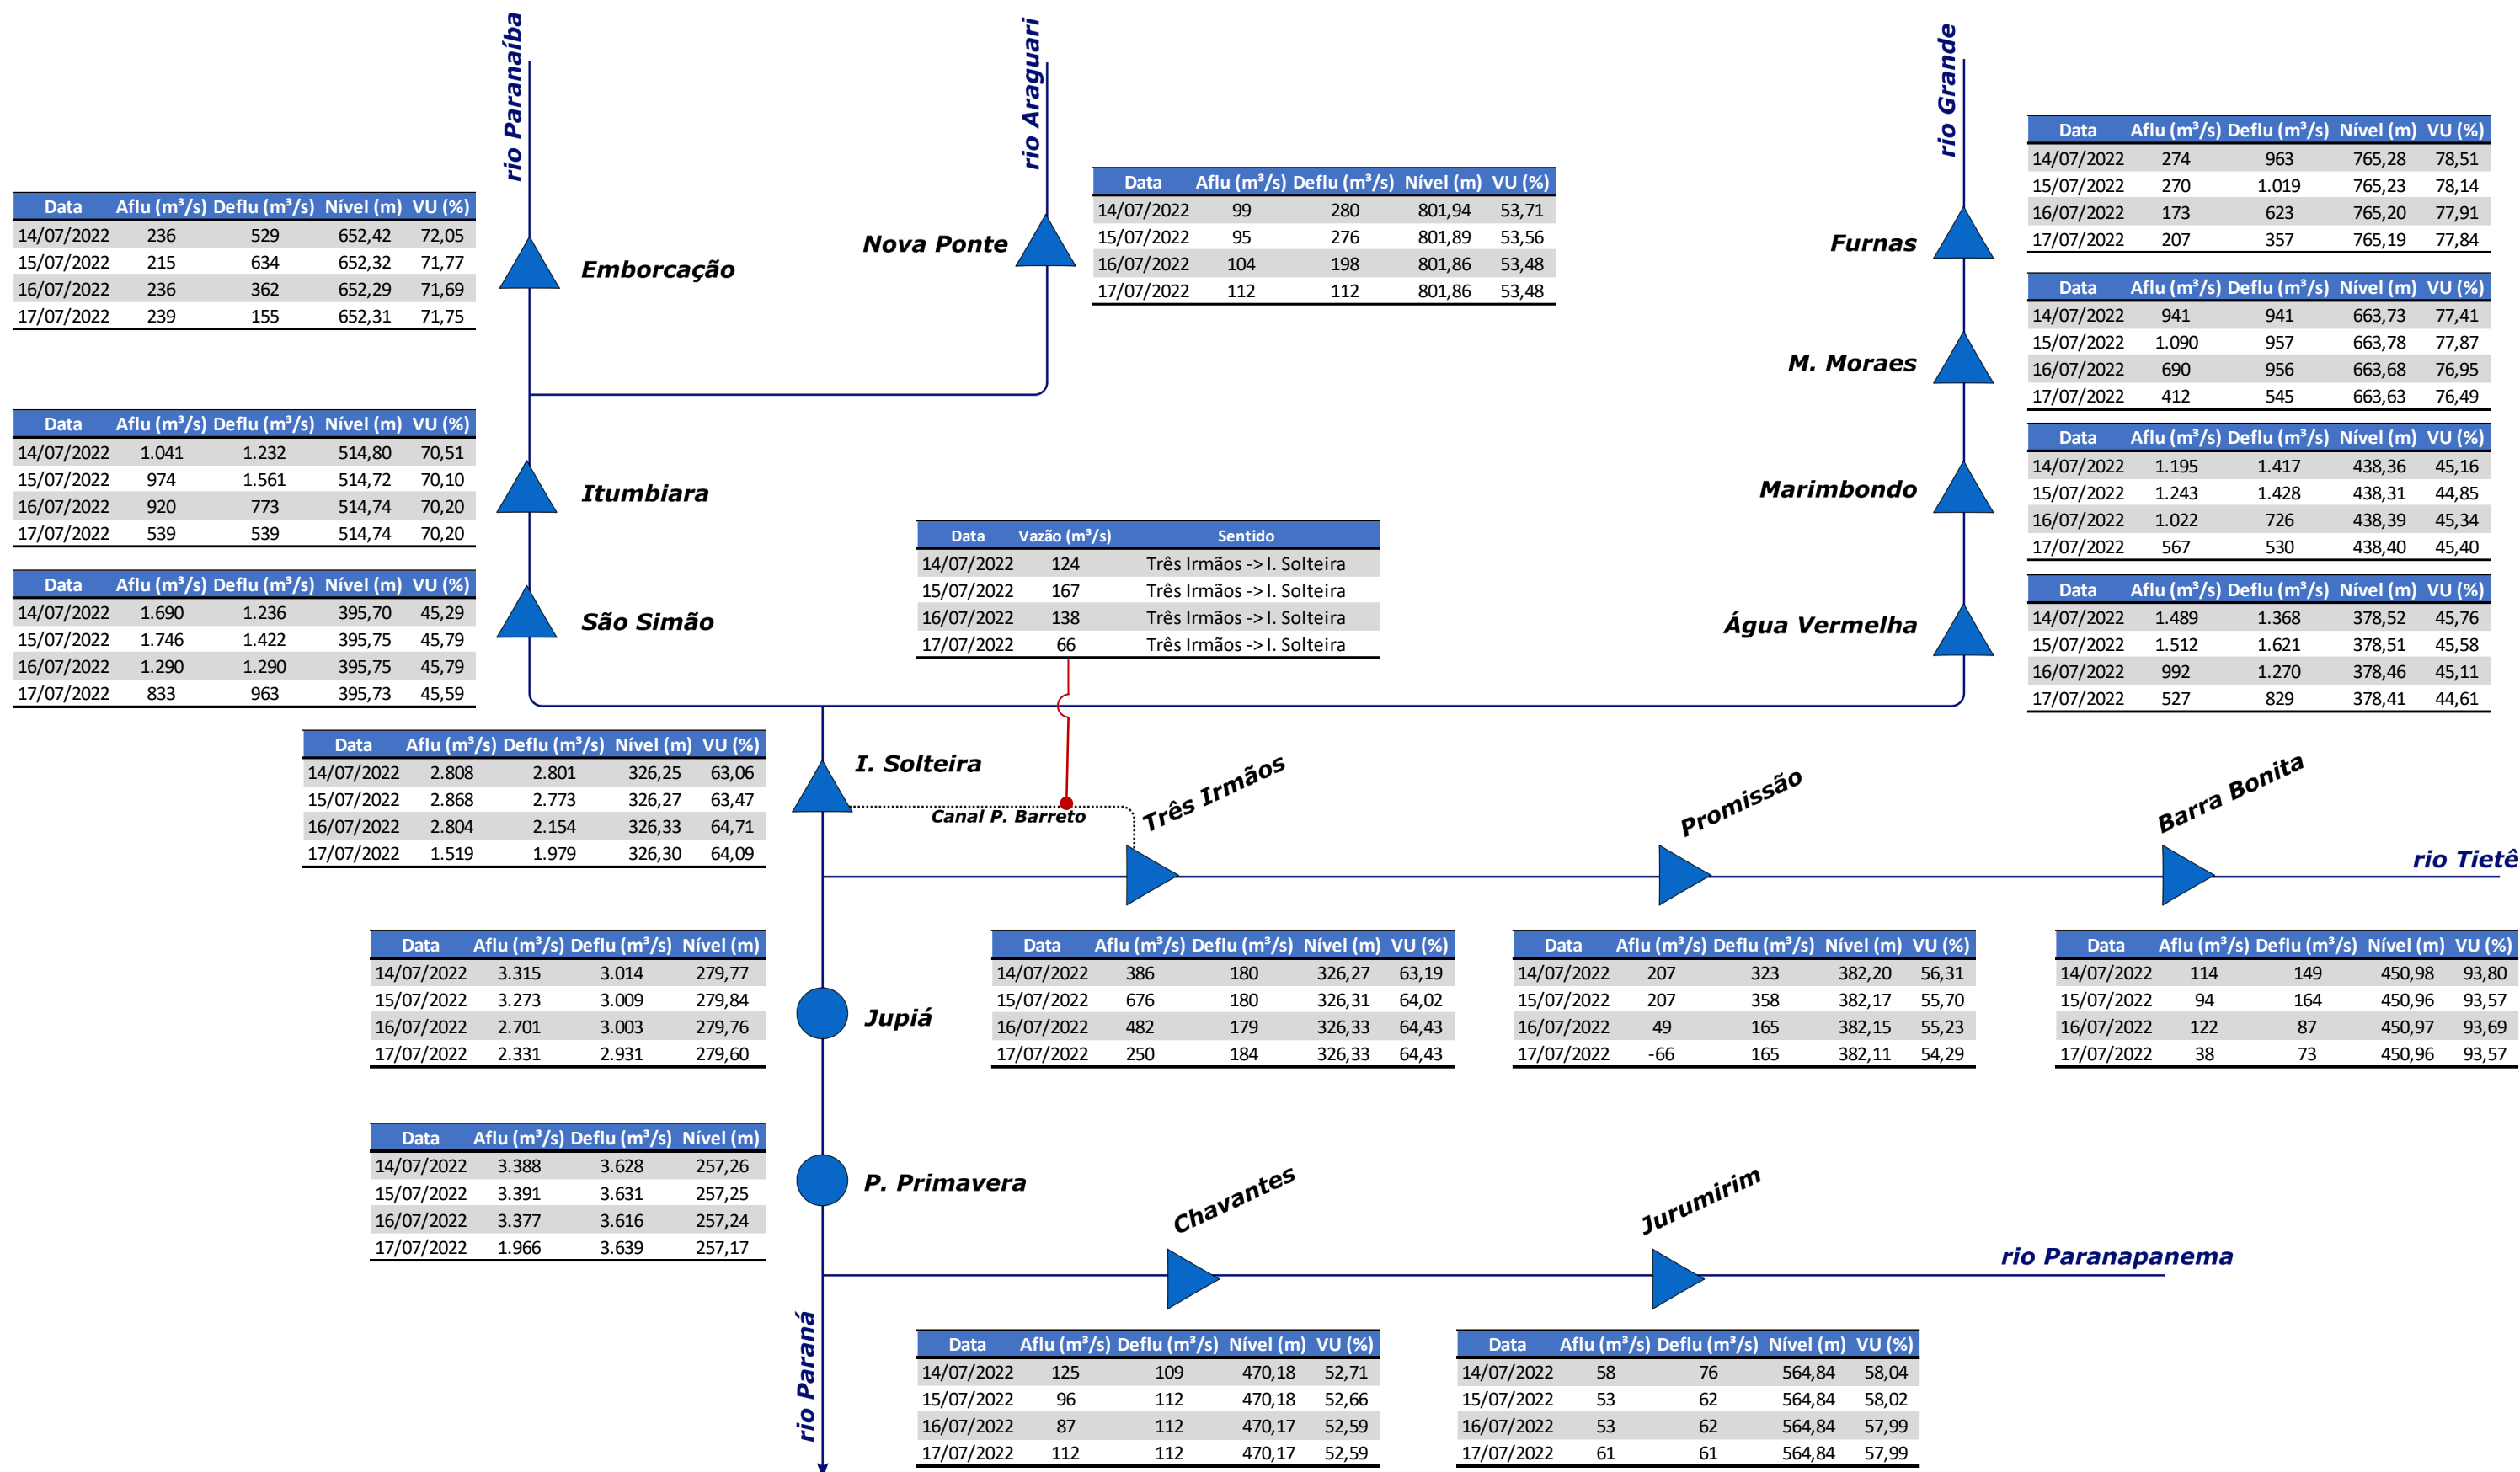 rio Paranaíba
rio Araguari
rio Grande
Data Aflu (m³/s) Deflu (m³/s) Nível (m) VU (%)
14/07/2022 236 529 652,42 72,05
15/07/2022 215 634 652,32 71,77
16/07/2022 236 362 652,29 71,69
17/07/2022 239 155 652,31 71,75
Emborcação
Nova Ponte
Data Aflu (m³/s) Deflu (m³/s) Nível (m) VU (%)
14/07/2022 99 280 801,94 53,71
15/07/2022 95 276 801,89 53,56
16/07/2022 104 198 801,86 53,48
17/07/2022 112 112 801,86 53,48
Furnas
Data Aflu (m³/s) Deflu (m³/s) Nível (m) VU (%)
14/07/2022 274 963 765,28 78,51
15/07/2022 270 1.019 765,23 78,14
16/07/2022 173 623 765,20 77,91
17/07/2022 207 357 765,19 77,84
M. Moraes
Data Aflu (m³/s) Deflu (m³/s) Nível (m) VU (%)
14/07/2022 941 941 663,73 77,41
15/07/2022 1.090 957 663,78 77,87
16/07/2022 690 956 663,68 76,95
17/07/2022 412 545 663,63 76,49
Data Aflu (m³/s) Deflu (m³/s) Nível (m) VU (%)
14/07/2022 1.041 1.232 514,80 70,51
15/07/2022 974 1.561 514,72 70,10
16/07/2022 920 773 514,74 70,20
17/07/2022 539 539 514,74 70,20
Itumbiara
Marimbondo
Data Aflu (m³/s) Deflu (m³/s) Nível (m) VU (%)
14/07/2022 1.195 1.417 438,36 45,16
15/07/2022 1.243 1.428 438,31 44,85
16/07/2022 1.022 726 438,39 45,34
17/07/2022 567 530 438,40 45,40
Data Aflu (m³/s) Deflu (m³/s) Nível (m) VU (%)
14/07/2022 1.690 1.236 395,70 45,29
15/07/2022 1.746 1.422 395,75 45,79
16/07/2022 1.290 1.290 395,75 45,79
17/07/2022 833 963 395,73 45,59
São Simão
Data Vazão (m³/s) Sentido
14/07/2022 124 Três Irmãos -> I. Solteira
15/07/2022 167 Três Irmãos -> I. Solteira
16/07/2022 138 Três Irmãos -> I. Solteira
17/07/2022 66 Três Irmãos -> I. Solteira
Água Vermelha
Data Aflu (m³/s) Deflu (m³/s) Nível (m) VU (%)
14/07/2022 1.489 1.368 378,52 45,76
15/07/2022 1.512 1.621 378,51 45,58
16/07/2022 992 1.270 378,46 45,11
17/07/2022 527 829 378,41 44,61
Data Aflu (m³/s) Deflu (m³/s) Nível (m) VU (%)
14/07/2022 2.808 2.801 326,25 63,06
15/07/2022 2.868 2.773 326,27 63,47
16/07/2022 2.804 2.154 326,33 64,71
17/07/2022 1.519 1.979 326,30 64,09
I. Solteira
Canal P. Barreto
Três Irmãos
Promissão
Barra Bonita
rio Tietê
Data Aflu (m³/s) Deflu (m³/s) Nível (m)
14/07/2022 3.315 3.014 279,77
15/07/2022 3.273 3.009 279,84
16/07/2022 2.701 3.003 279,76
17/07/2022 2.331 2.931 279,60
Jupiá
Data Aflu (m³/s) Deflu (m³/s) Nível (m) VU (%)
14/07/2022 386 180 326,27 63,19
15/07/2022 676 180 326,31 64,02
16/07/2022 482 179 326,33 64,43
17/07/2022 250 184 326,33 64,43
Data Aflu (m³/s) Deflu (m³/s) Nível (m) VU (%)
14/07/2022 207 323 382,20 56,31
15/07/2022 207 358 382,17 55,70
16/07/2022 49 165 382,15 55,23
17/07/2022 -66 165 382,11 54,29
Data Aflu (m³/s) Deflu (m³/s) Nível (m) VU (%)
14/07/2022 114 149 450,98 93,80
15/07/2022 94 164 450,96 93,57
16/07/2022 122 87 450,97 93,69
17/07/2022 38 73 450,96 93,57
Data Aflu (m³/s) Deflu (m³/s) Nível (m)
14/07/2022 3.388 3.628 257,26
15/07/2022 3.391 3.631 257,25
16/07/2022 3.377 3.616 257,24
17/07/2022 1.966 3.639 257,17
P. Primavera
Chavantes
Jurumirim
rio Paranapanema
rio Paraná
Data Aflu (m³/s) Deflu (m³/s) Nível (m) VU (%)
14/07/2022 125 109 470,18 52,71
15/07/2022 96 112 470,18 52,66
16/07/2022 87 112 470,17 52,59
17/07/2022 112 112 470,17 52,59
Data Aflu (m³/s) Deflu (m³/s) Nível (m) VU (%)
14/07/2022 58 76 564,84 58,04
15/07/2022 53 62 564,84 58,02
16/07/2022 53 62 564,84 57,99
17/07/2022 61 61 564,84 57,99